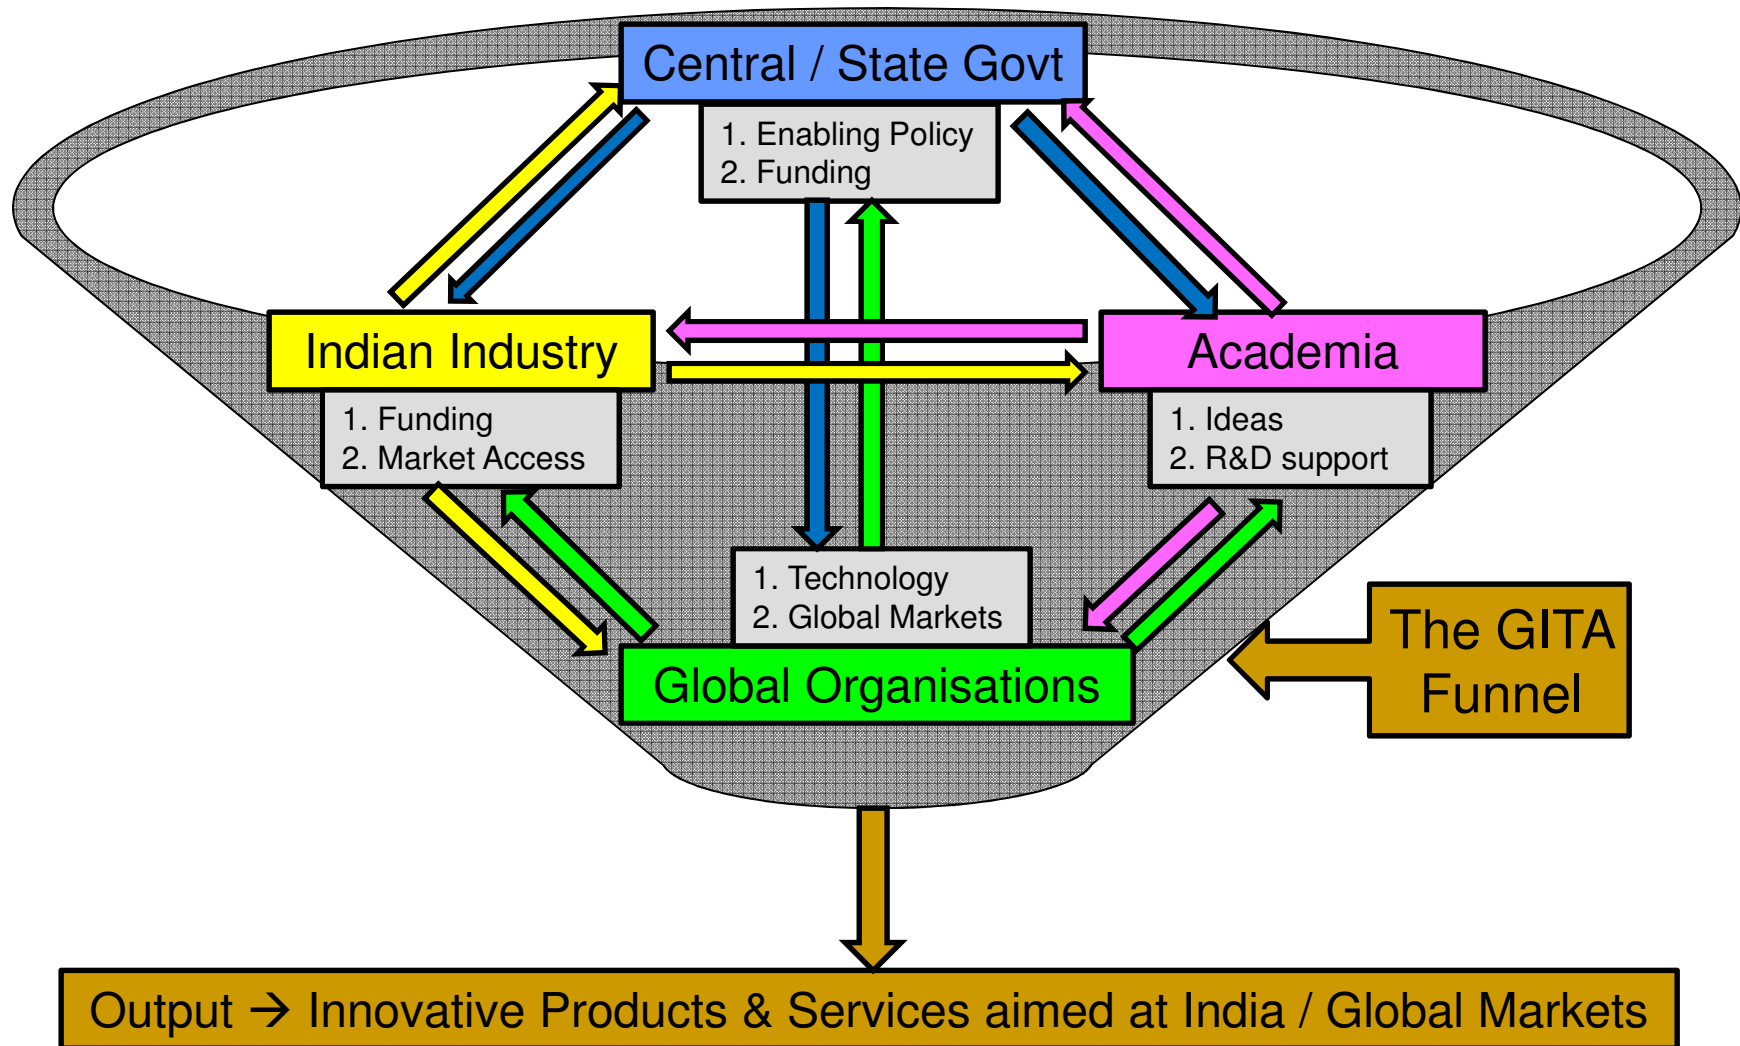 Central / State Govt
1. Enabling Policy
2. Funding
Indian Industry
1. Funding
2. Market Access
Academia
1. Ideas
2. R&D support
1. Technology
2. Global Markets
Global Organisations
The GITA
Funnel
Output → Innovative Products & Services aimed at India / Global Markets